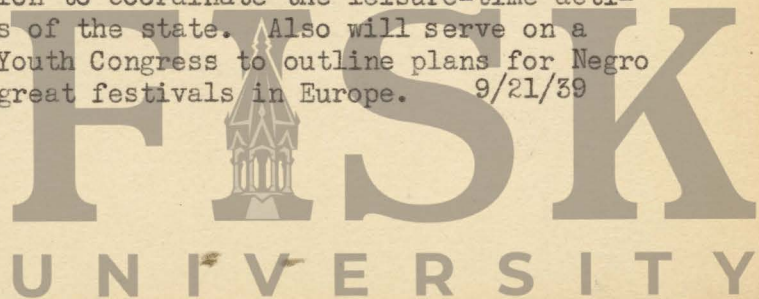 ion to coordinate the leisure-time acti-
s of the state. Also will serve on a
Youth Congress to outline plans for Negro
great festivals in Europe. 9/21/39
FISK
UNIVERSITY